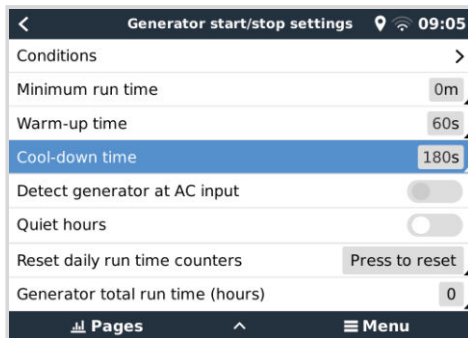 Generator start/stop settings 09:05
Conditions
Minimum run time 0m
Warm-up time 60s
Cool-down time 180s
Detect generator at AC input
Quiet hours
Reset daily run time counters Press to reset
Generator total run time (hours) 0
Pages Menu